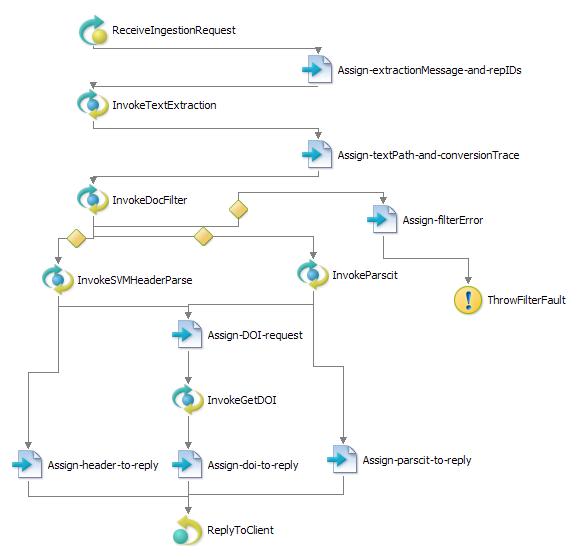 ReceiveIngestionRequest
Assign-extractionMessage-and-repIDs
InvokeTextExtraction
Assign-textPath-and-conversionTrace
InvokeDocFilter
Assign-filterError
InvokeSVMHeaderParse
InvokeParscit
ThrowFilterFault
Assign-DOI-request
InvokeGetDOI
Assign-header-to-reply
Assign-doi-to-reply
Assign-parscit-to-reply
ReplyToClient